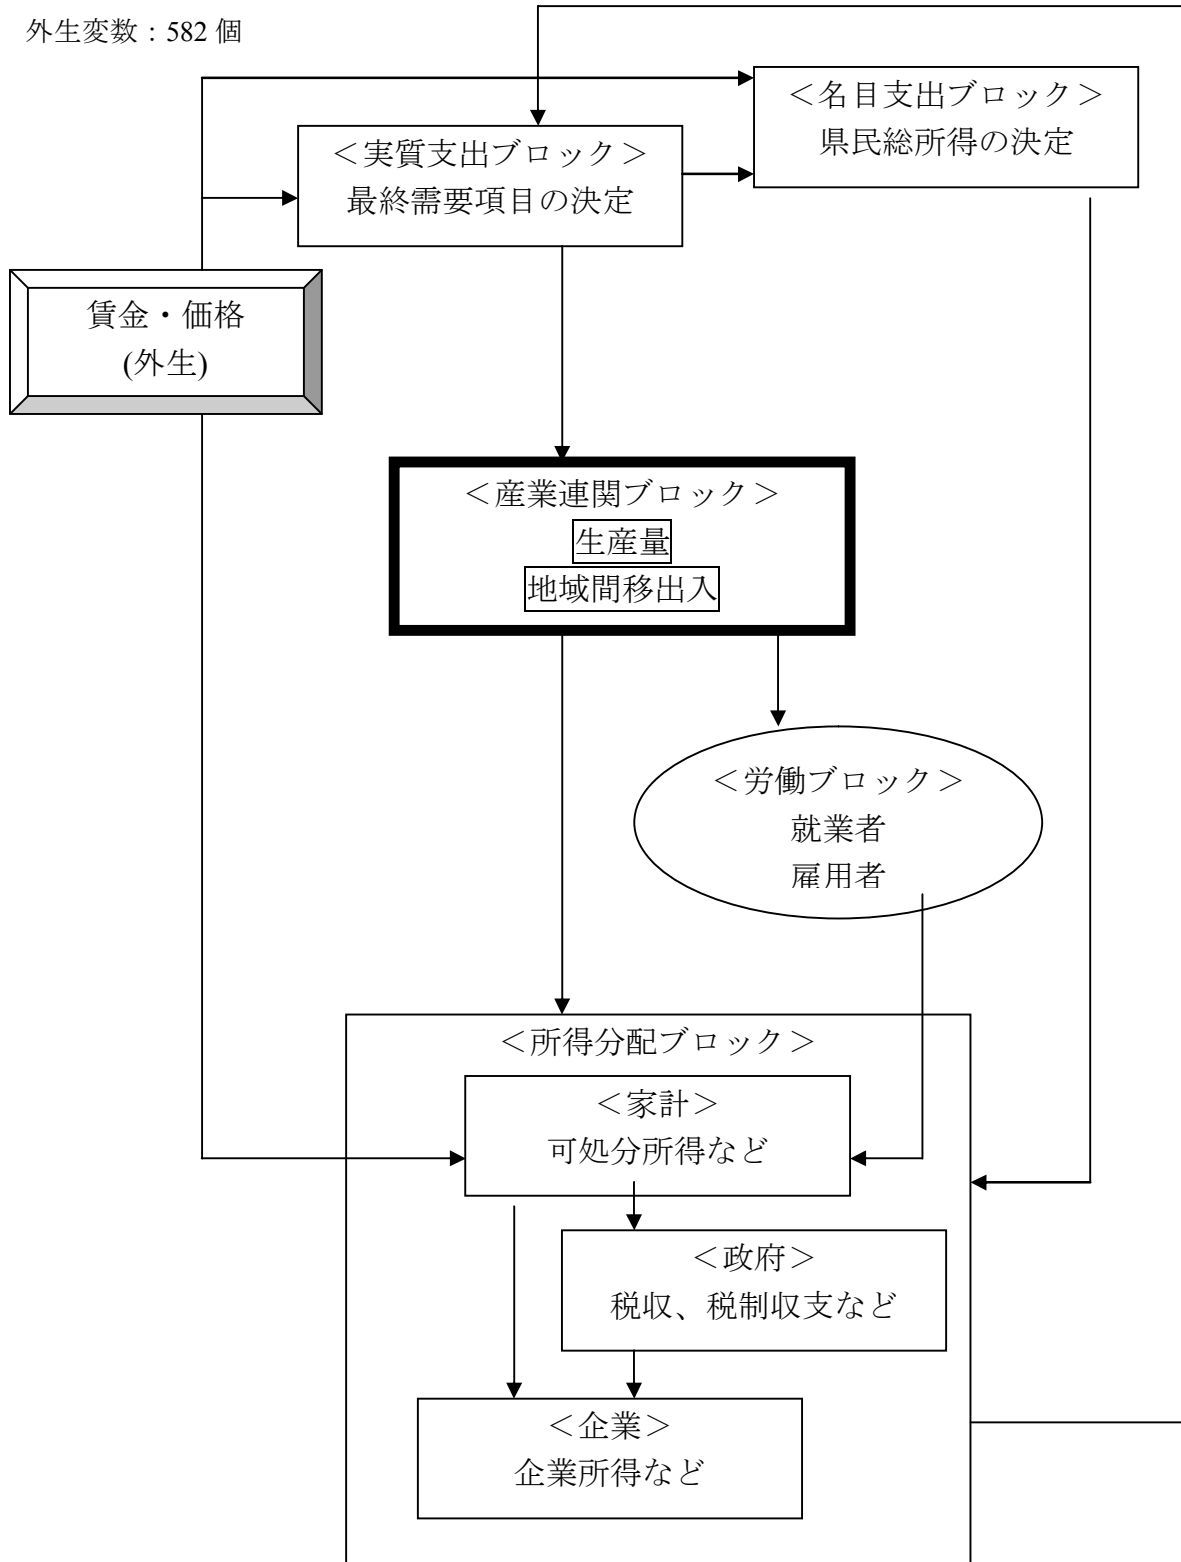 外生変数：582 個
＜名目支出ブロック＞
県民総所得の決定
＜実質支出ブロック＞
最終需要項目の決定
賃金・価格
(外生)
＜産業連関ブロック＞
生産量
地域間移出入
＜労働ブロック＞
就業者
雇用者
＜所得分配ブロック＞
＜家計＞
可処分所得など
＜政府＞
税収、税制収支など
＜企業＞
企業所得など